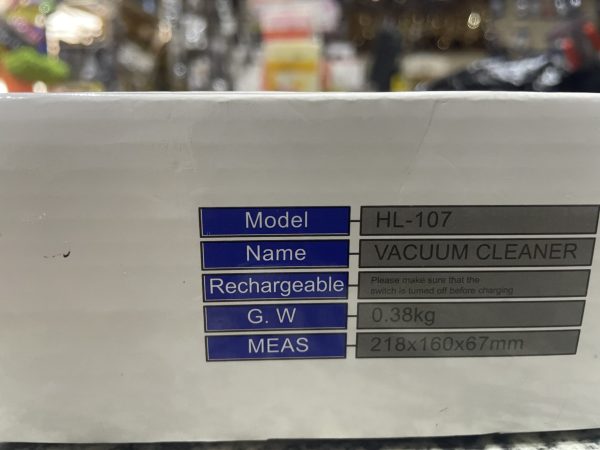 Model HL-107
Name VACUUM CLEANER
Rechargeable Please make sure that the
switch is turned off before charging
G. W 0.38kg
MEAS 218x160x67mm